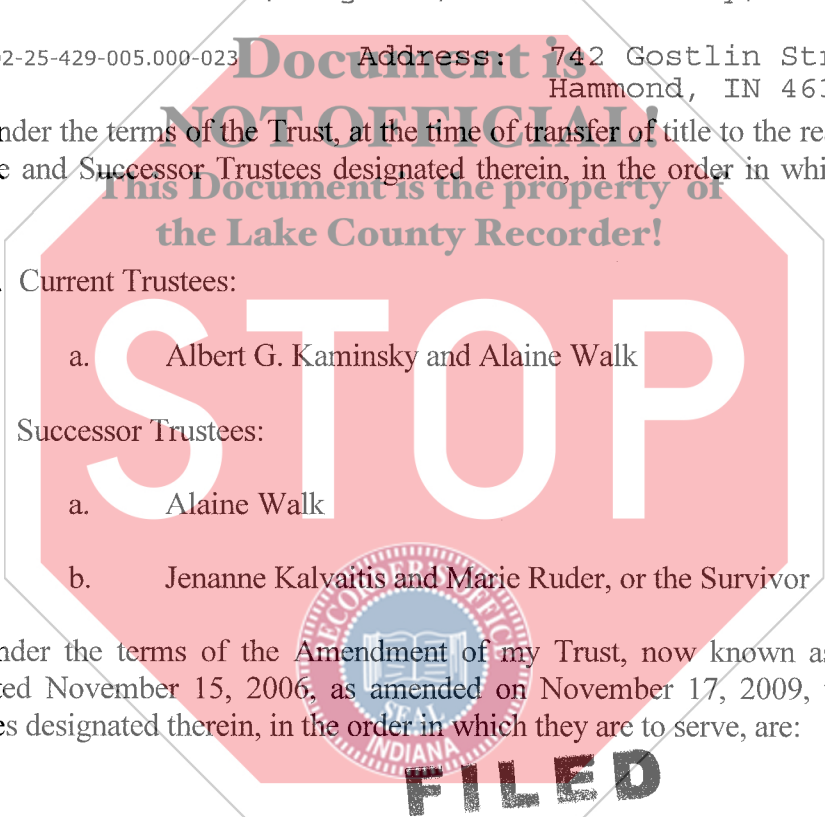 02-25-429-005.000-023 Address: 742 Gostlin Str
Hammond, IN 463
Document is
NOT OFFICIAL!
This Document is the property of
the Lake County Recorder!
STOP
nder the terms of the Trust, at the time of transfer of title to the re
e and Successor Trustees designated therein, in the order in whi
. Current Trustees:
a. Albert G. Kaminsky and Alaine Walk
Successor Trustees:
a. Alaine Walk
b. Jenanne Kalvaitis and Marie Ruder, or the Survivor
nder the terms of the Amendment of my Trust, now known as
ted November 15, 2006, as amended on November 17, 2009,
es designated therein, in the order in which they are to serve, are:
RECORDERS OFFICE
SEAL
INDIANA
FILED